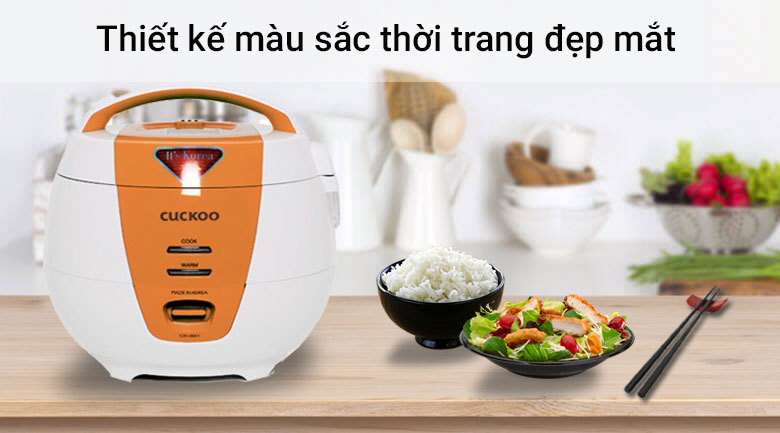 Thiết kế màu sắc thời trang đẹp mắt
It's Korea
CUCKOO
COOK
WARM
MADE IN KOREA